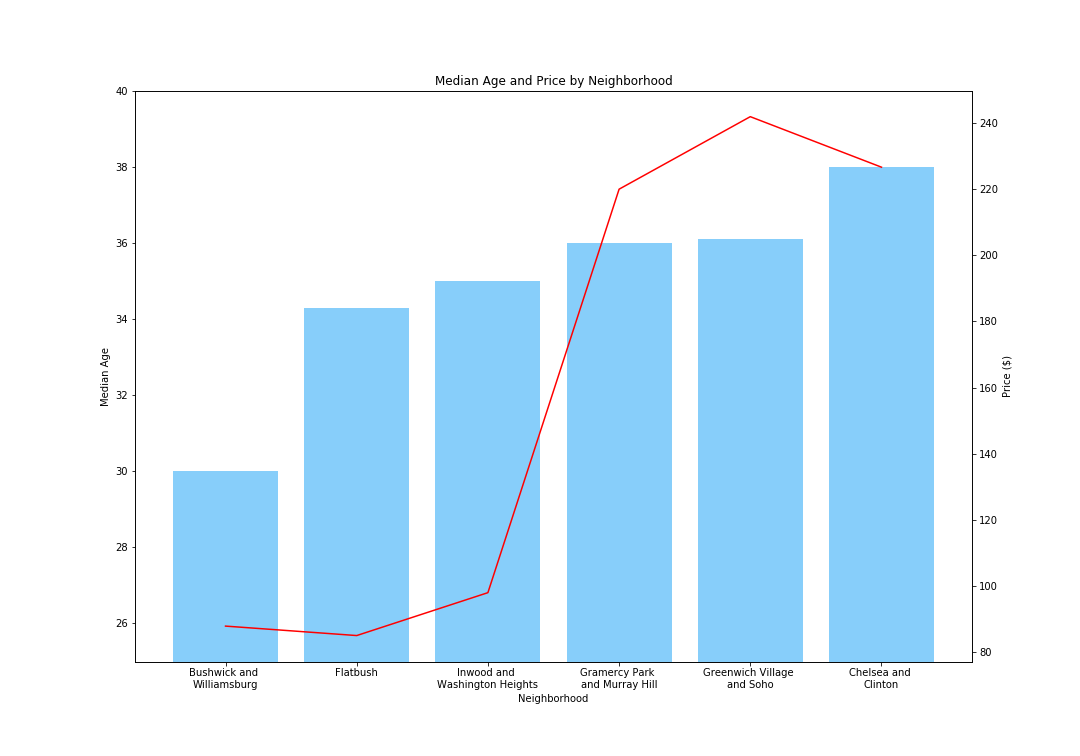 Median Age and Price by Neighborhood
40
38
36
34
32
30
28
26
Median Age
240
220
200
180
160
140
120
100
80
Price ($)
Bushwick and
Williamsburg
Flatbush
Inwood and
Washington Heights
Gramercy Park
and Murray Hill
Greenwich Village
and Soho
Chelsea and
Clinton
Neighborhood